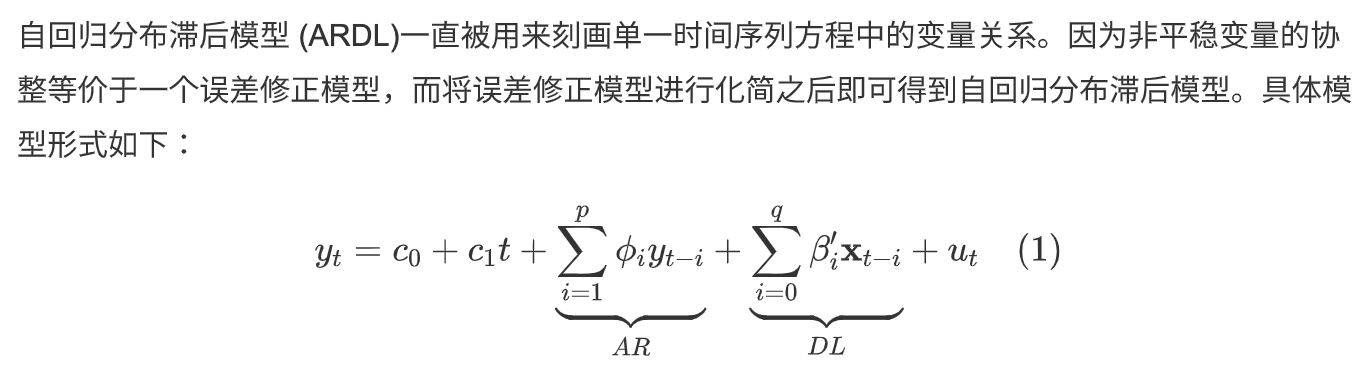 自回归分布滞后模型 (ARDL)一直被用来刻画单一时间序列方程中的变量关系。因为非平稳变量的协
整等价于一个误差修正模型，而将误差修正模型进行化简之后即可得到自回归分布滞后模型。具体模
型形式如下：
$y_t = c_0 + c_1 t + \underbrace{\sum_{i=1}^{p} \phi_i y_{t-i}}_{AR} + \underbrace{\sum_{i=0}^{q} \beta_i' \mathbf{x}_{t-i}}_{DL} + u_t \quad (1)$